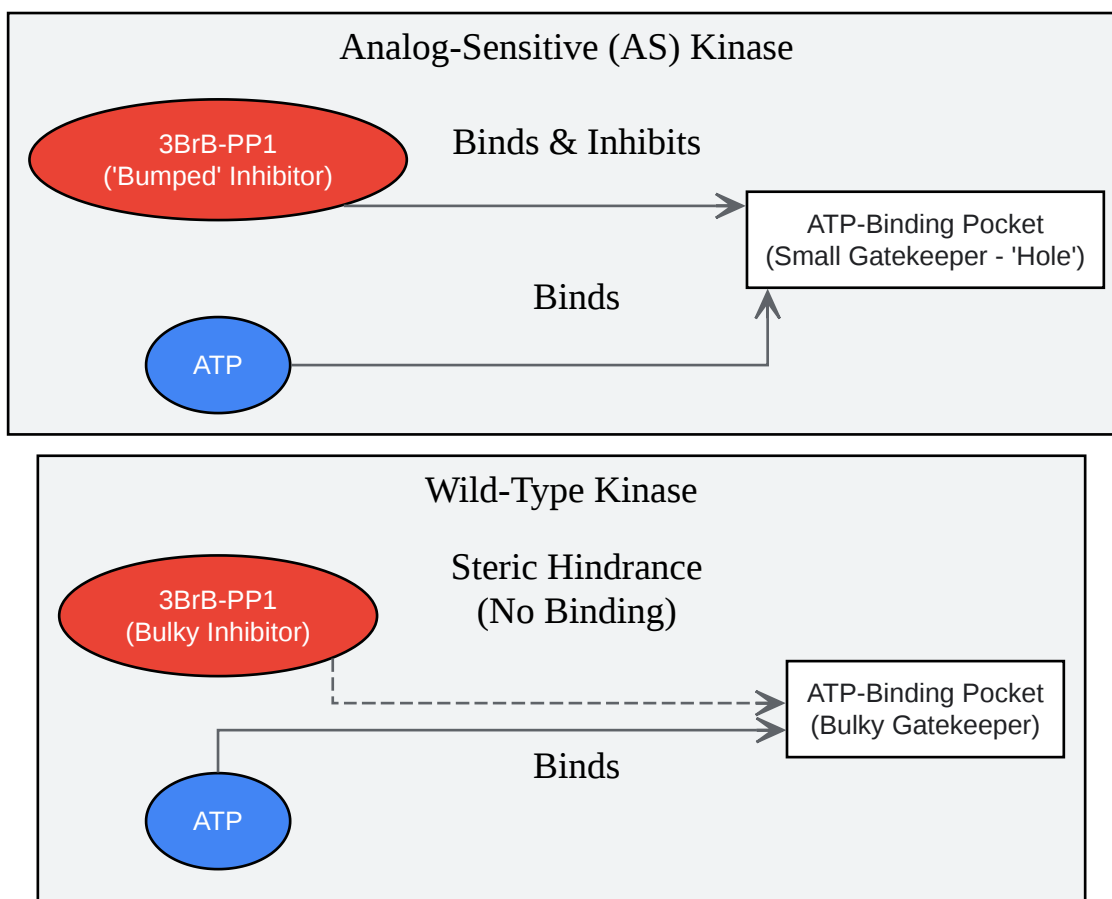 Analog-Sensitive (AS) Kinase
3BrB-PP1
('Bumped' Inhibitor)
Binds & Inhibits
ATP-Binding Pocket
(Small Gatekeeper - 'Hole')
Binds
ATP
Wild-Type Kinase
Steric Hindrance
(No Binding)
3BrB-PP1
(Bulky Inhibitor)
ATP-Binding Pocket
(Bulky Gatekeeper)
Binds
ATP